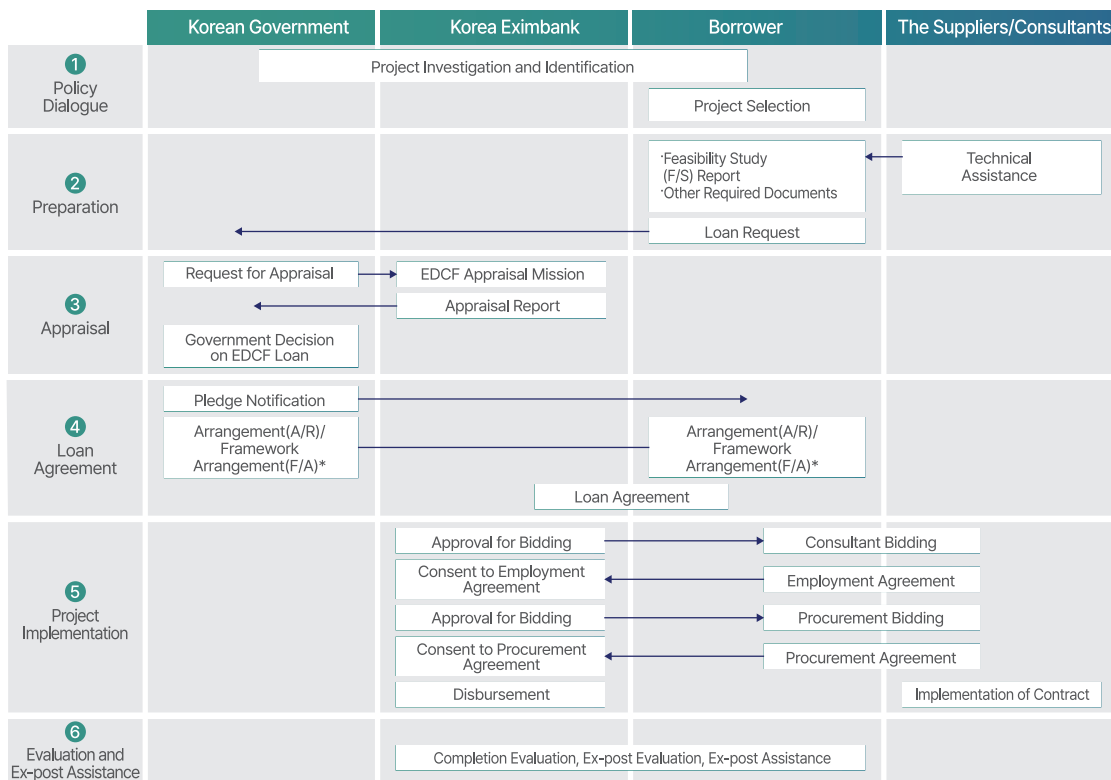 Korean Government
Korea Eximbank
Borrower
The Suppliers/Consultants
1
Policy
Dialogue
Project Investigation and Identification
Project Selection
2
Preparation
·Feasibility Study
(F/S) Report
·Other Required Documents
Technical
Assistance
Loan Request
3
Appraisal
Request for Appraisal
EDCF Appraisal Mission
Appraisal Report
Government Decision
on EDCF Loan
4
Loan
Agreement
Pledge Notification
Arrangement(A/R)/
Framework
Arrangement(F/A)*
Arrangement(A/R)/
Framework
Arrangement(F/A)*
Loan Agreement
5
Project
Implementation
Approval for Bidding
Consultant Bidding
Consent to Employment
Agreement
Employment Agreement
Approval for Bidding
Procurement Bidding
Consent to Procurement
Agreement
Procurement Agreement
Disbursement
Implementation of Contract
6
Evaluation and
Ex-post Assistance
Completion Evaluation, Ex-post Evaluation, Ex-post Assistance